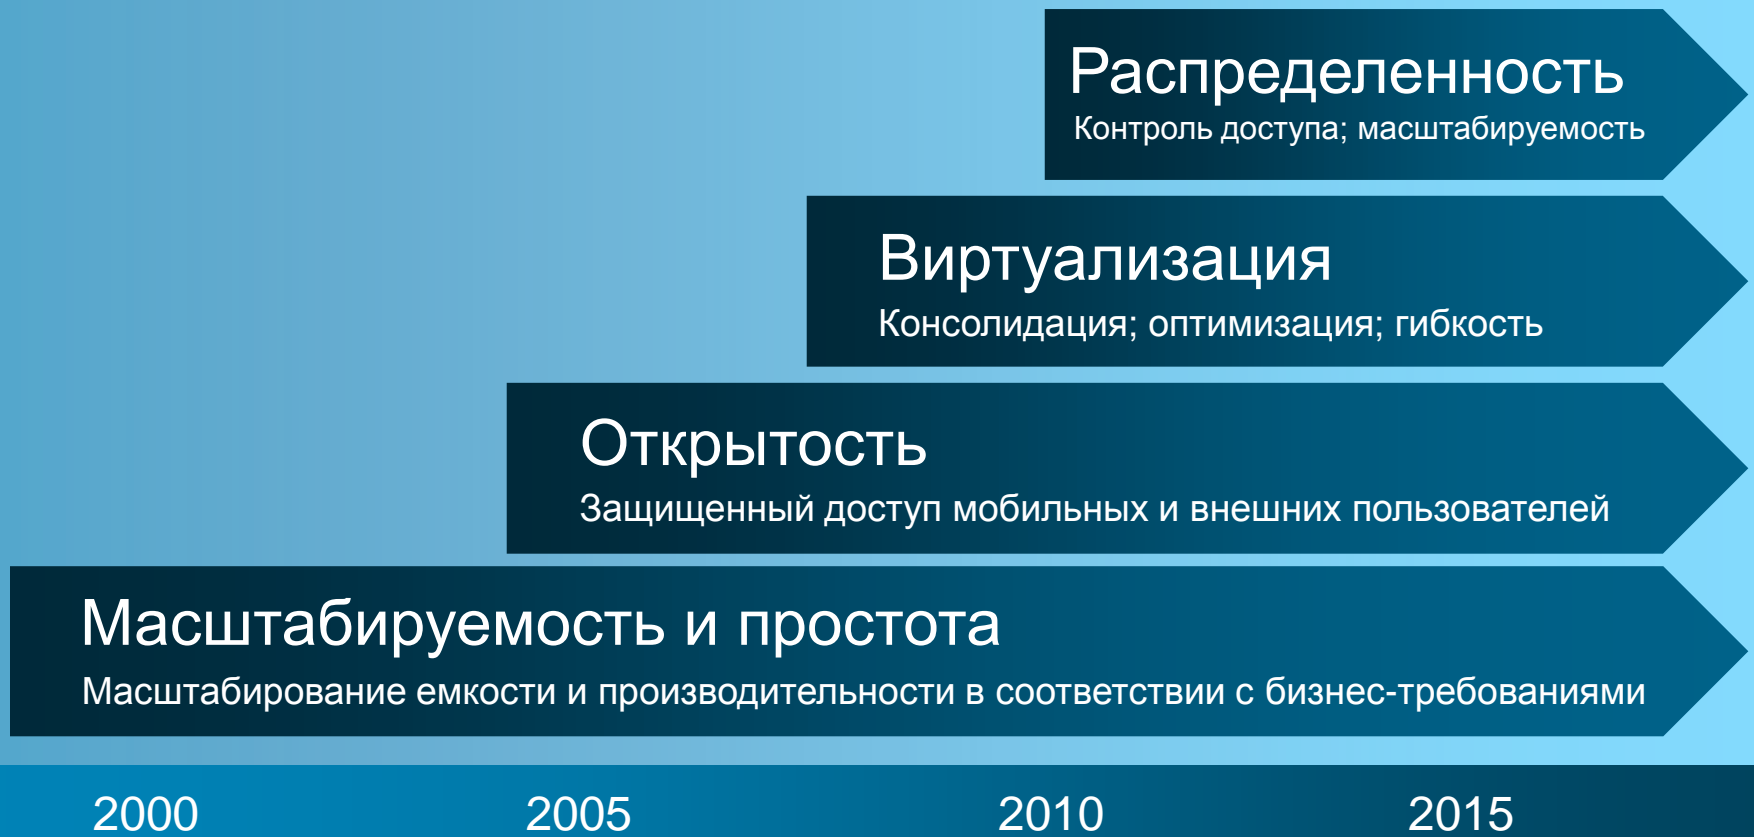 Распределенность
Контроль доступа; масштабируемость
Виртуализация
Консолидация; оптимизация; гибкость
Открытость
Защищенный доступ мобильных и внешних пользователей
Масштабируемость и простота
Масштабирование емкости и производительности в соответствии с бизнес-требованиями
2000 2005 2010 2015